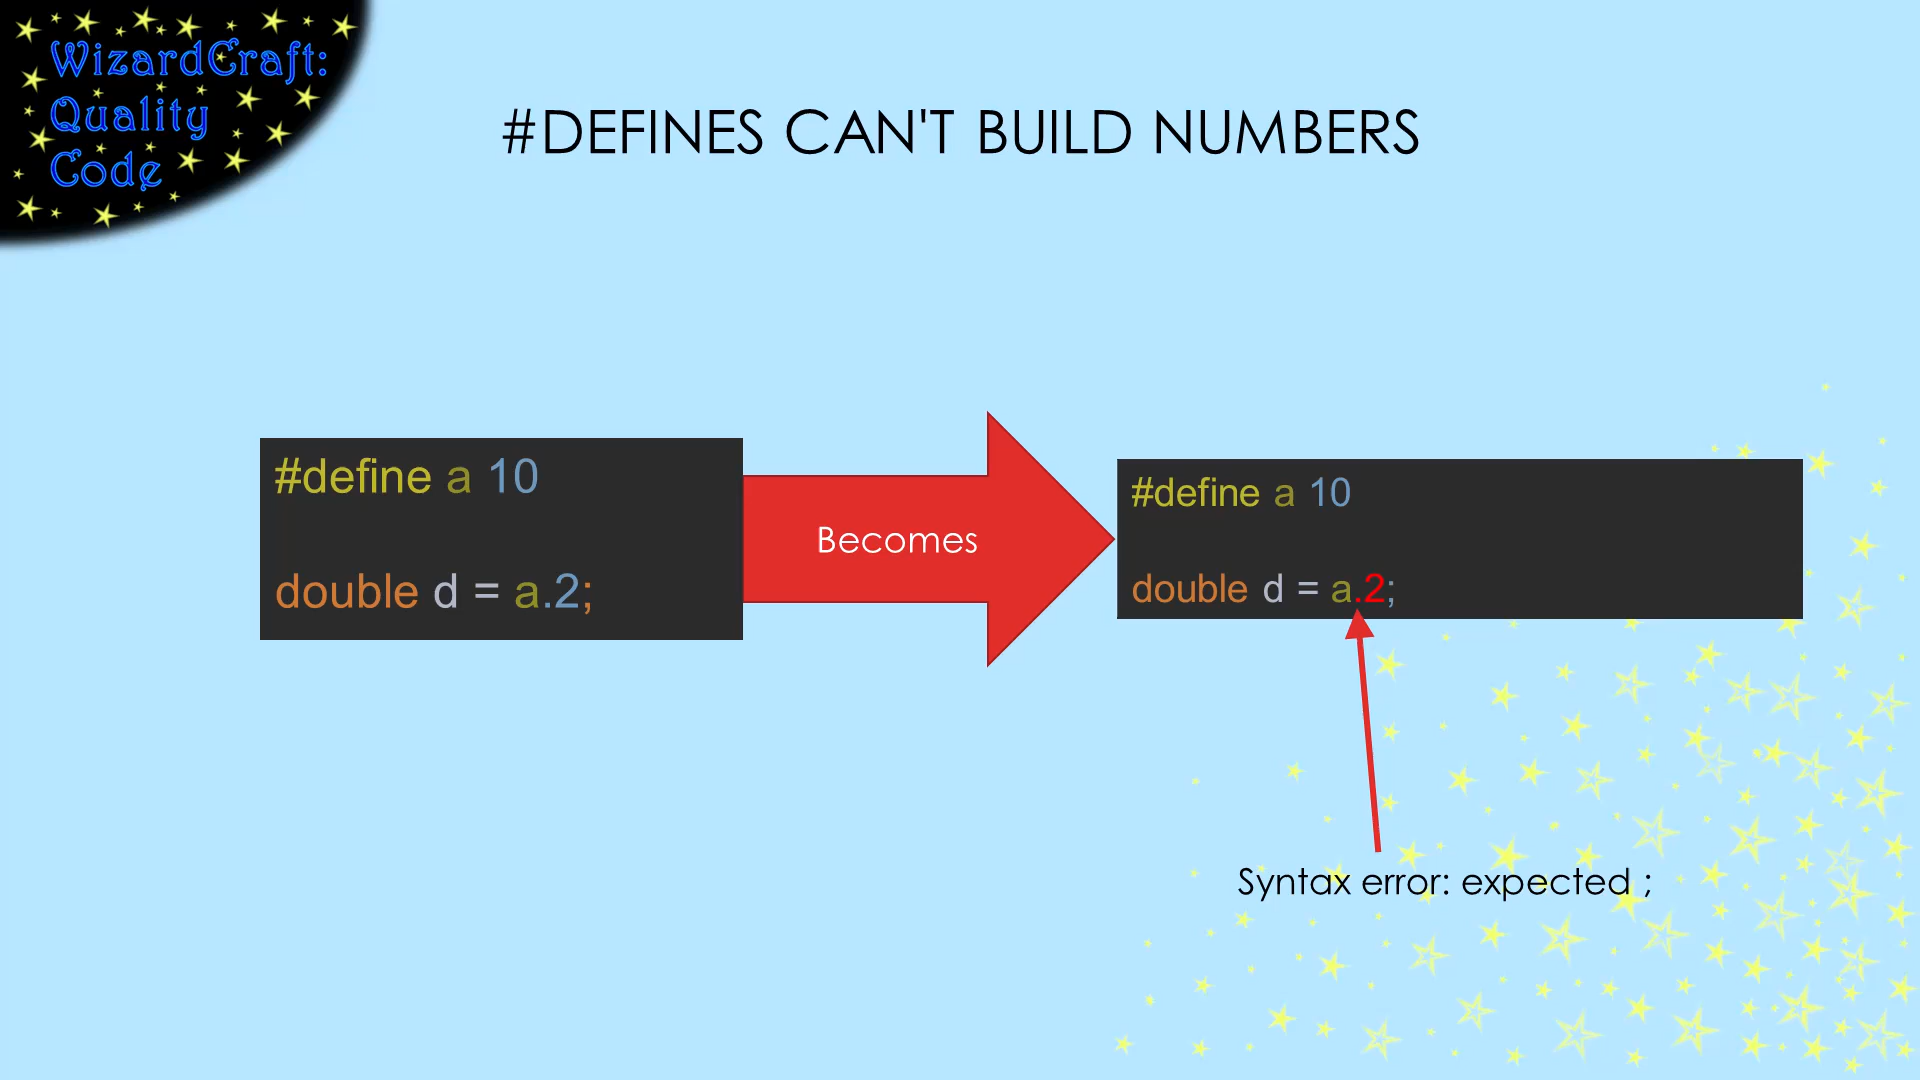 WizardCraft:
Quality
Code
#DEFINES CAN'T BUILD NUMBERS
#define a 10
double d = a.2;
Becomes
#define a 10
double d = a.2;
Syntax error: expected ;